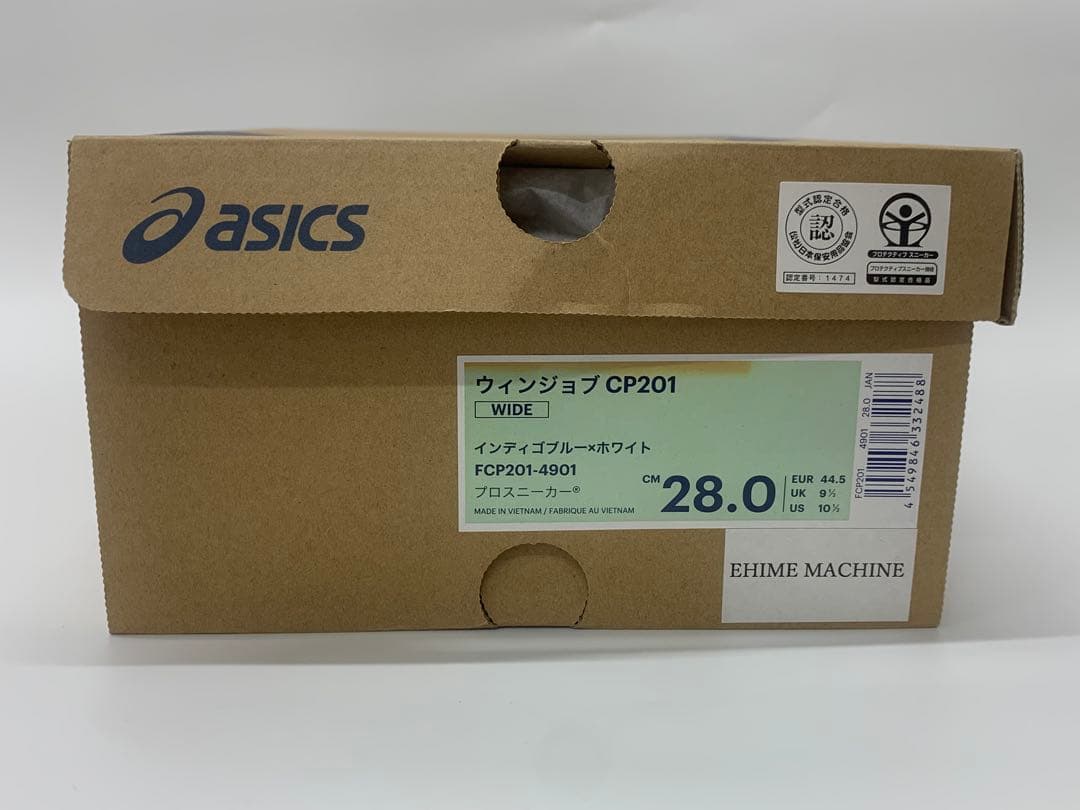 asics
型式認定合格
認
(公社)日本保安用品協会
認定番号：1474
プロテクティブ スニーカー
プロテクティブスニーカー規格
型式認定合格品
ウィンジョブ CP201
WIDE
インディゴブルー×ホワイト
FCP201-4901
プロスニーカー®
MADE IN VIETNAM / FABRIQUE AU VIETNAM
CM 28.0
EUR 44.5
UK 9½
US 10½
FCP201 4901 28.0 JAN
4 549846 332488
EHIME MACHINE